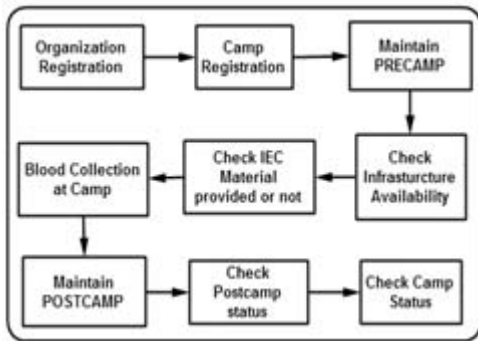 Organization
Registration
Camp
Registration
Maintain
PRECAMP
Check
Infrasturcture
Availability
Check IEC
Material
provided or not
Blood Collection
at Camp
Maintain
POSTCAMP
Check
Postcamp
status
Check Camp
Status